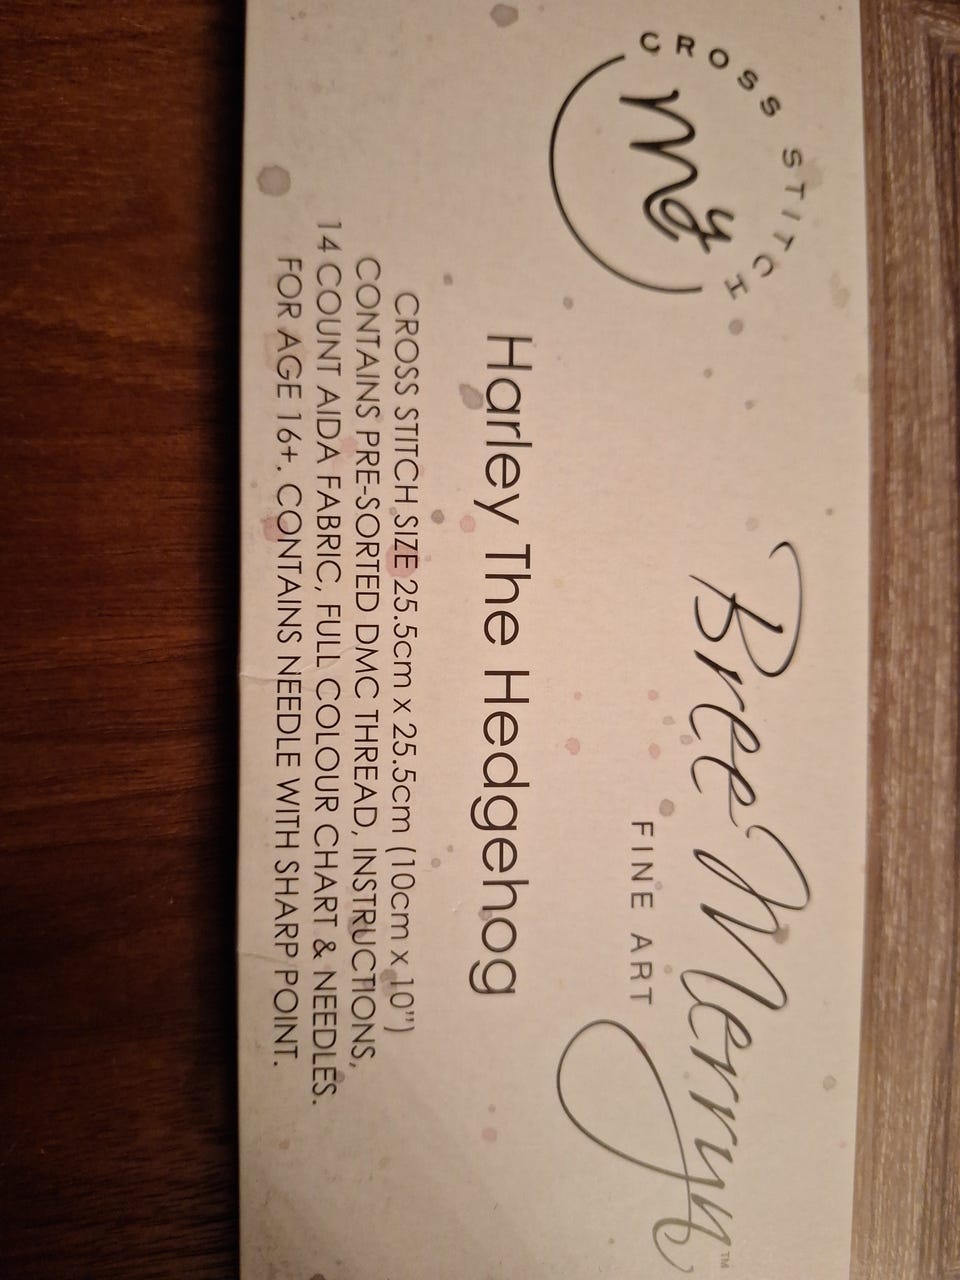 CROSS STITCH
my
Bree Merryn™
FINE ART
Harley The Hedgehog
CROSS STITCH SIZE 25.5cm x 25.5cm (10cm x 10")
CONTAINS PRE-SORTED DMC THREAD, INSTRUCTIONS,
14 COUNT AIDA FABRIC, FULL COLOUR CHART & NEEDLES.
FOR AGE 16+. CONTAINS NEEDLE WITH SHARP POINT.